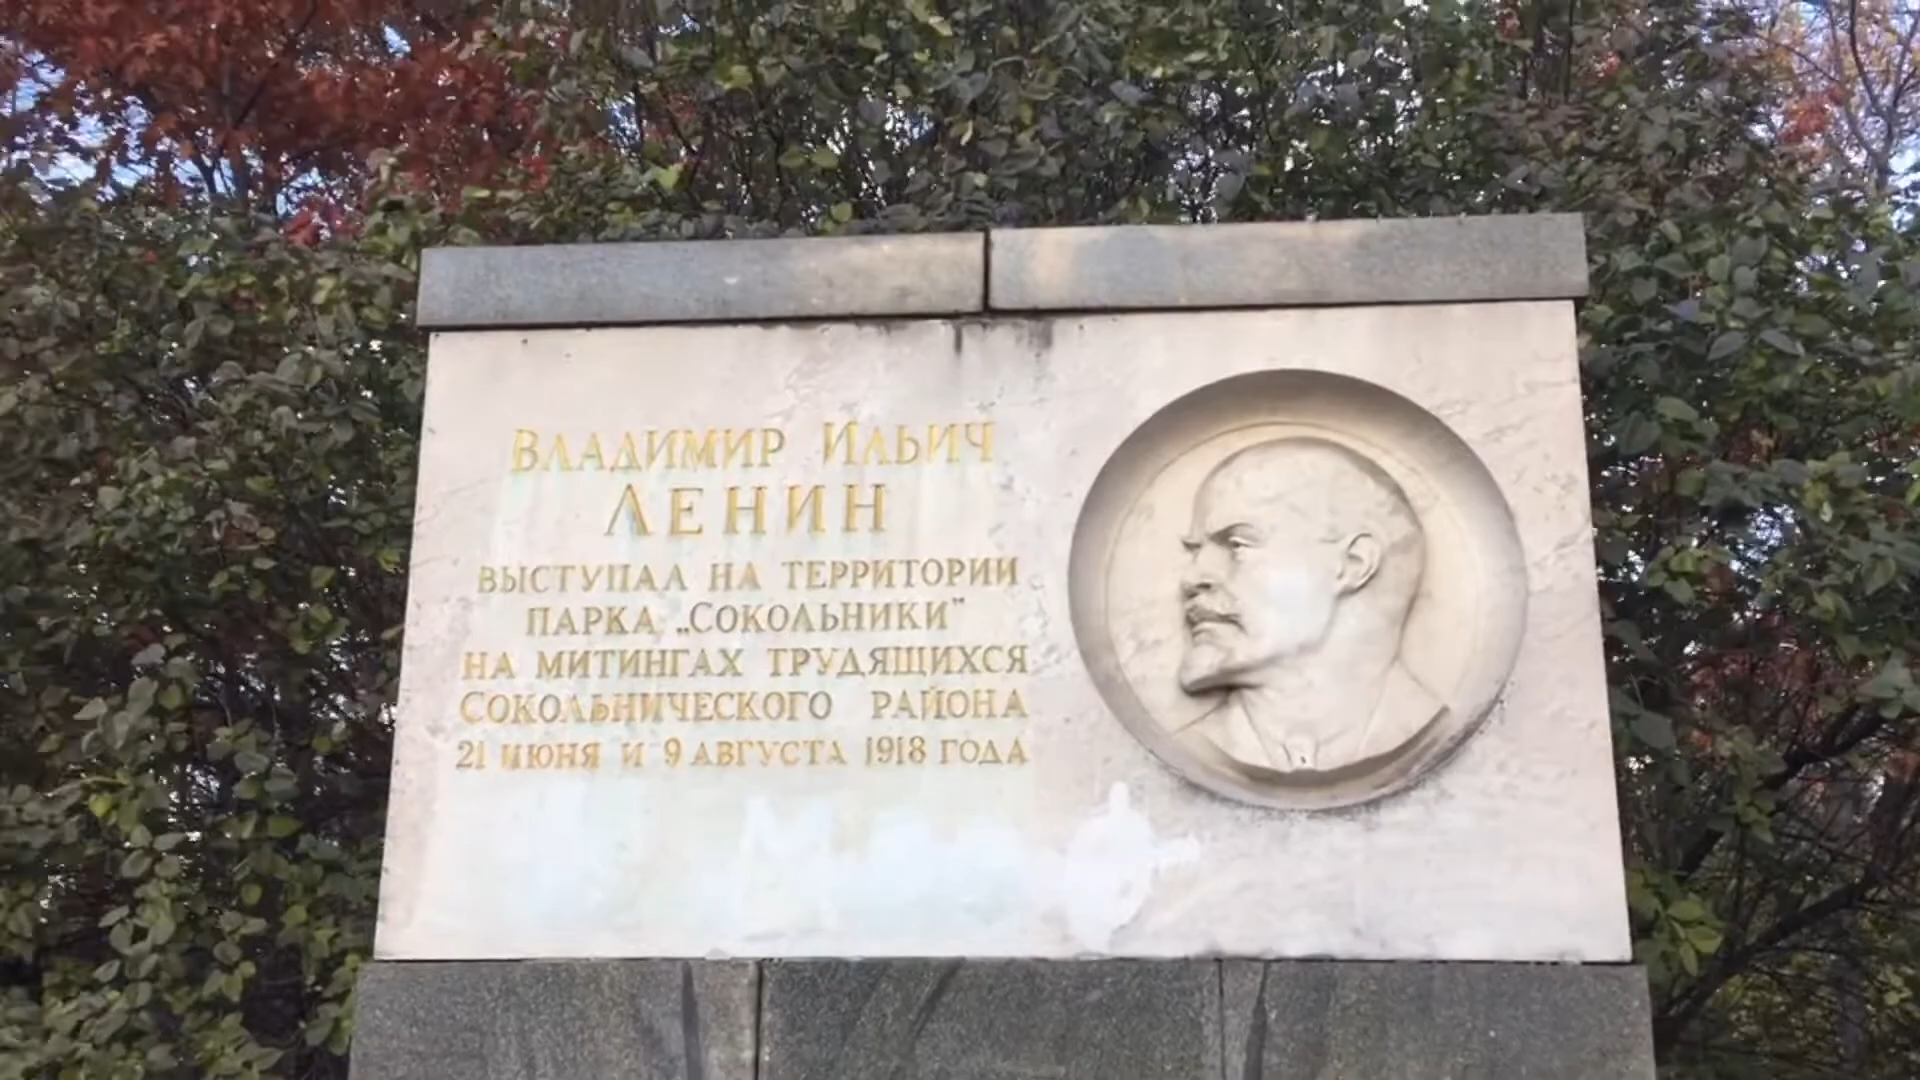 ВЛАДИМИР ИЛЬИЧ
ЛЕНИН
ВЫСТУПАЛ НА ТЕРРИТОРИИ
ПАРКА „СОКОЛЬНИКИ"
НА МИТИНГАХ ТРУДЯЩИХСЯ
СОКОЛЬНИЧЕСКОГО РАЙОНА
21 ИЮНЯ И 9 АВГУСТА 1918 ГОДА